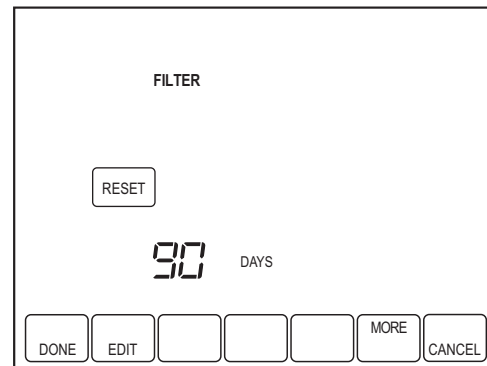 FILTER
RESET
90 DAYS
MORE
DONE EDIT CANCEL